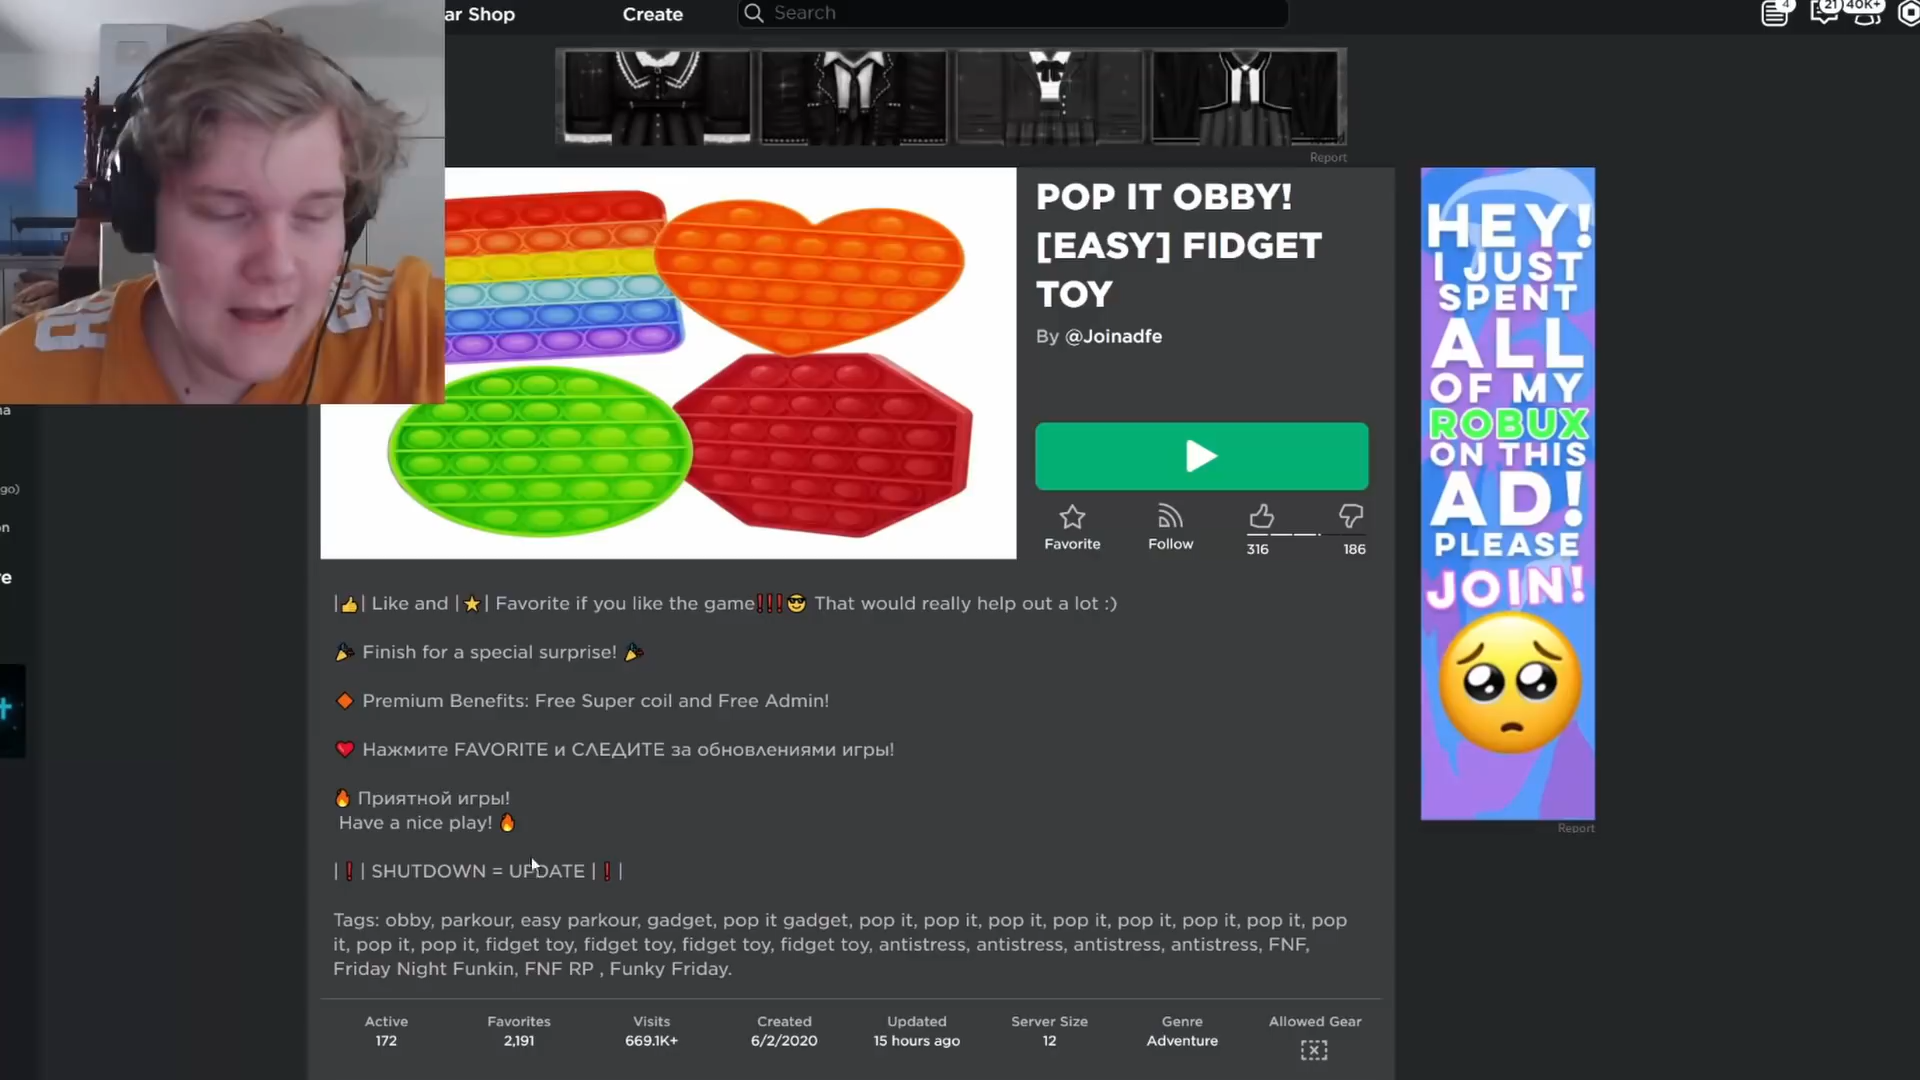 ar Shop
Create
Search
4
21
40K+
Report
POP IT OBBY!
[EASY] FIDGET
TOY
By @Joinadfe
Favorite
Follow
316
186
HEY!
I JUST
SPENT
ALL
OF MY
ROBUX
ON THIS
AD!
PLEASE
JOIN!
Report
na
go)
on
re
|👍| Like and |⭐| Favorite if you like the game❗❗❗😎 That would really help out a lot :)
🎉 Finish for a special surprise! 🎉
🔶 Premium Benefits: Free Super coil and Free Admin!
❤️ Нажмите FAVORITE и СЛЕДИТЕ за обновлениями игры!
🔥 Приятной игры!
Have a nice play! 🔥
|❗| SHUTDOWN = UPDATE |❗|
Tags: obby, parkour, easy parkour, gadget, pop it gadget, pop it, pop it, pop it, pop it, pop it, pop it, pop it, pop
it, pop it, pop it, fidget toy, fidget toy, fidget toy, fidget toy, antistress, antistress, antistress, antistress, FNF,
Friday Night Funkin, FNF RP , Funky Friday.
Active
172
Favorites
2,191
Visits
669.1K+
Created
6/2/2020
Updated
15 hours ago
Server Size
12
Genre
Adventure
Allowed Gear